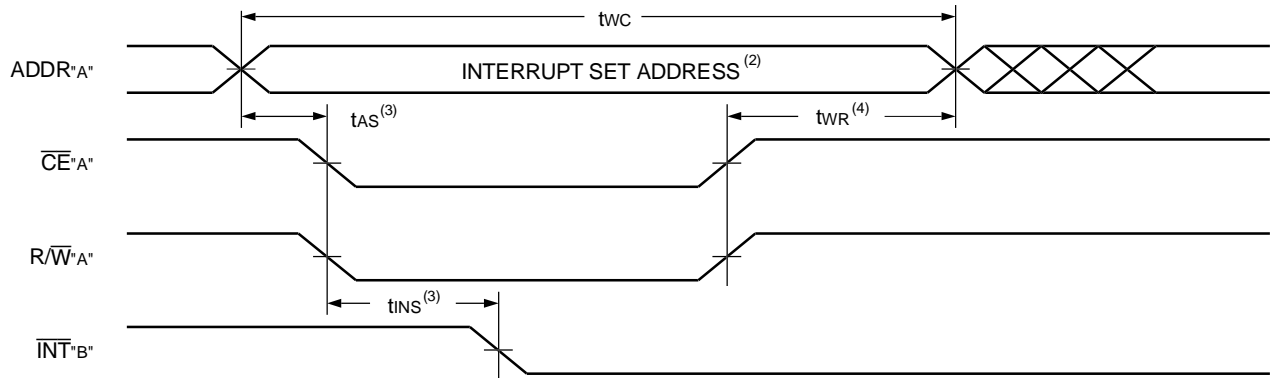 tWC
ADDR"A"
INTERRUPT SET ADDRESS(2)
tAS(3)
tWR(4)
CE"A"
R/W"A"
tINS(3)
INT"B"